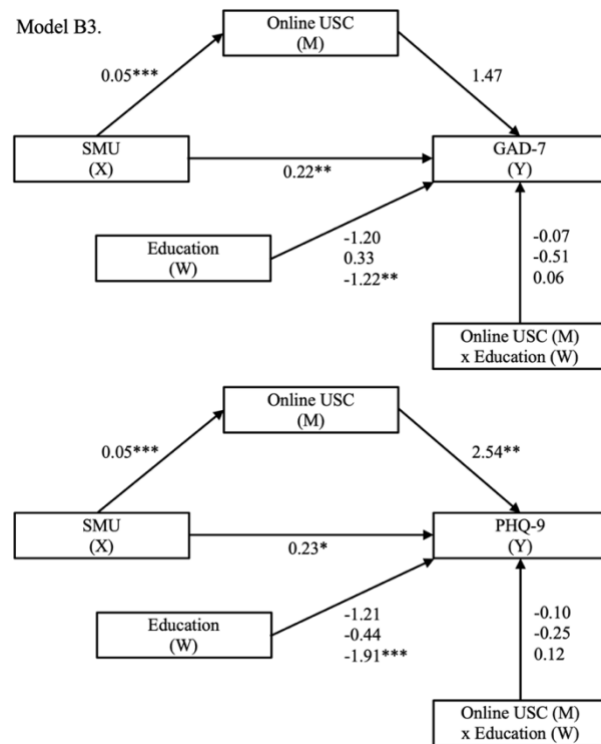 Model B3.
Online USC
(M)
0.05***
1.47
SMU
(X)
0.22**
GAD-7
(Y)
Education
(W)
-1.20
0.33
-1.22**
-0.07
-0.51
0.06
Online USC (M)
x Education (W)
Online USC
(M)
0.05***
2.54**
SMU
(X)
0.23*
PHQ-9
(Y)
Education
(W)
-1.21
-0.44
-1.91***
-0.10
-0.25
0.12
Online USC (M)
x Education (W)